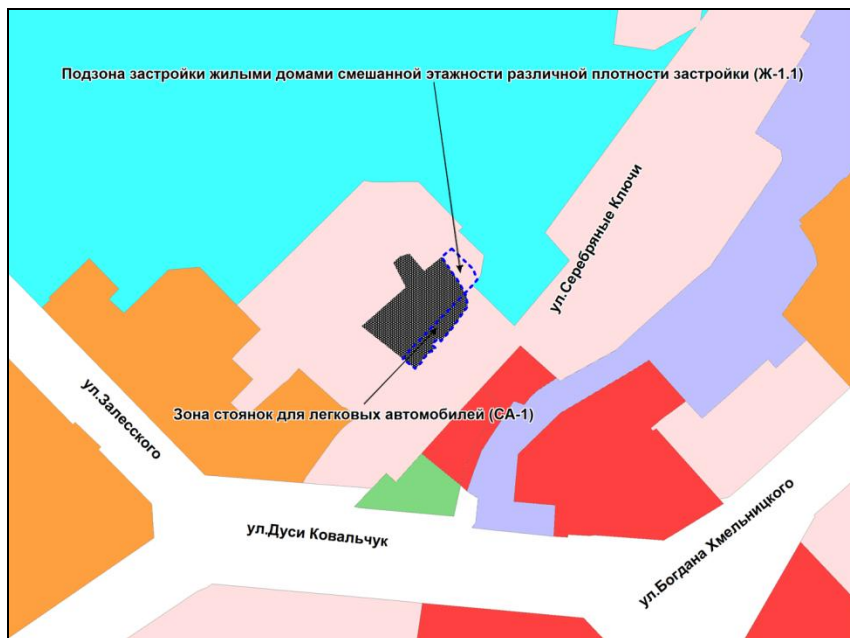 Подзона застройки жилыми домами смешанной этажности различной плотности застройки (Ж-1.1)
ул.Серебряные Ключи
Зона стоянок для легковых автомобилей (СА-1)
ул.Залесского
ул.Дуси Ковальчук
ул.Богдана Хмельницкого